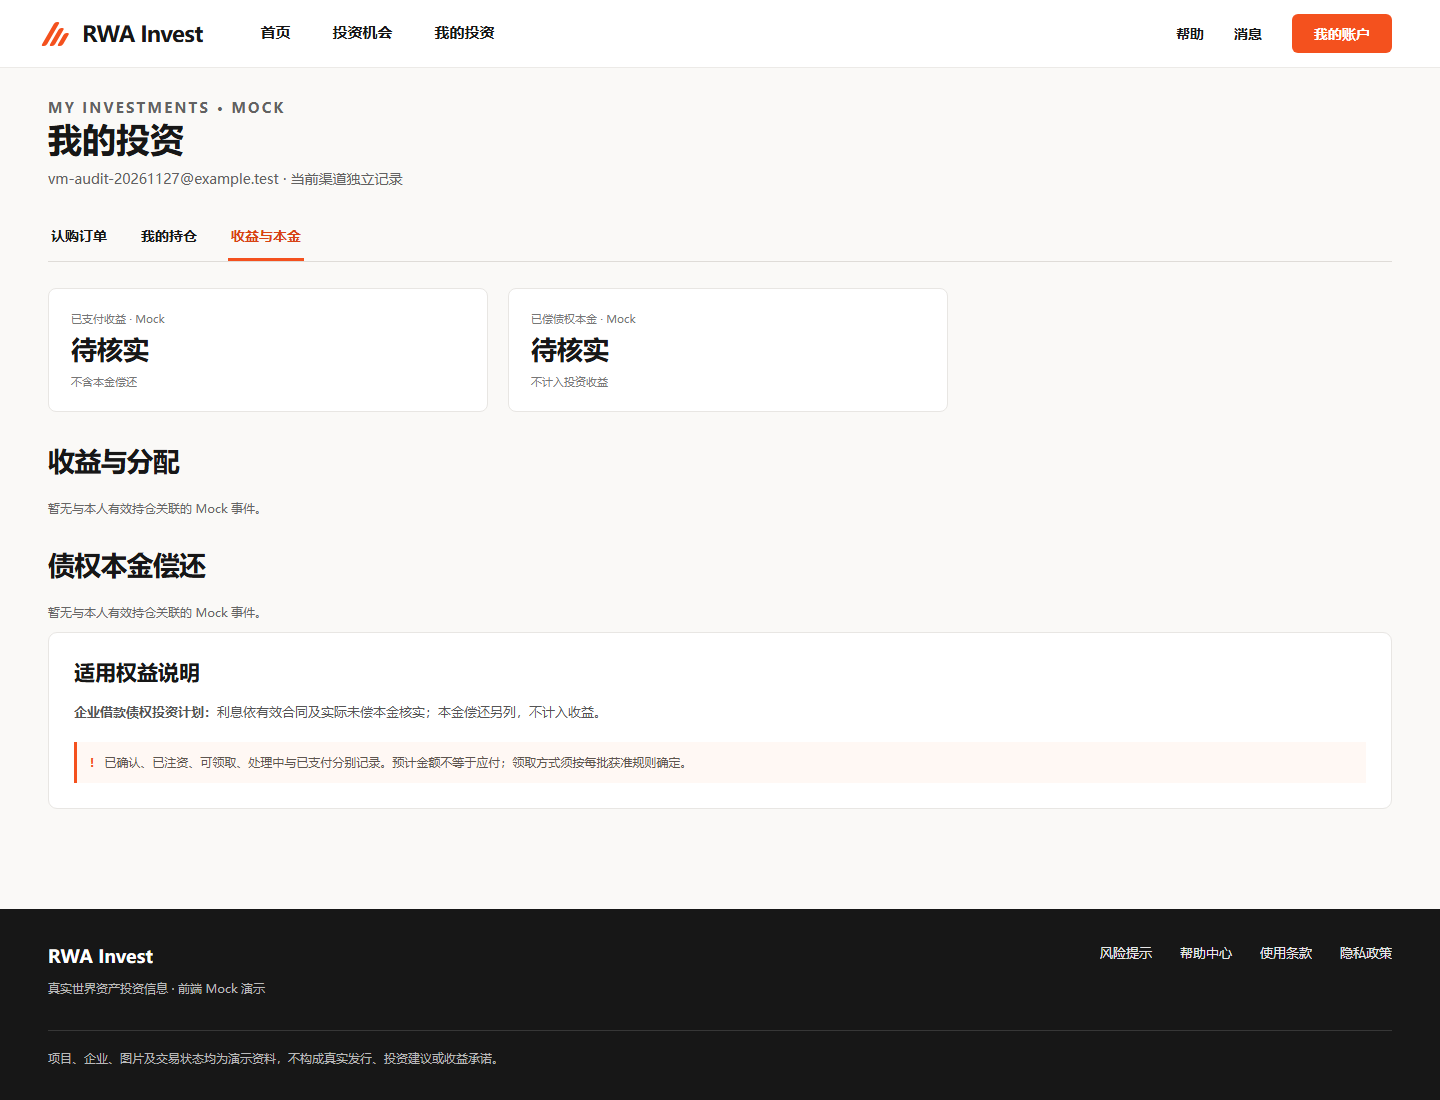 RWA Invest
首页
投资机会
我的投资
帮助
消息
我的账户
MY INVESTMENTS • MOCK
我的投资
vm-audit-20261127@example.test · 当前渠道独立记录
认购订单
我的持仓
收益与本金
已支付收益 · Mock
待核实
不含本金偿还
已偿债权本金 · Mock
待核实
不计入投资收益
收益与分配
暂无与本人有效持仓关联的 Mock 事件。
债权本金偿还
暂无与本人有效持仓关联的 Mock 事件。
适用权益说明
企业借款债权投资计划：利息依有效合同及实际未偿本金核实；本金偿还另列，不计入收益。
! 已确认、已注资、可领取、处理中与已支付分别记录。预计金额不等于应付；领取方式须按每批获准规则确定。
RWA Invest
真实世界资产投资信息 · 前端 Mock 演示
风险提示
帮助中心
使用条款
隐私政策
项目、企业、图片及交易状态均为演示资料，不构成真实发行、投资建议或收益承诺。